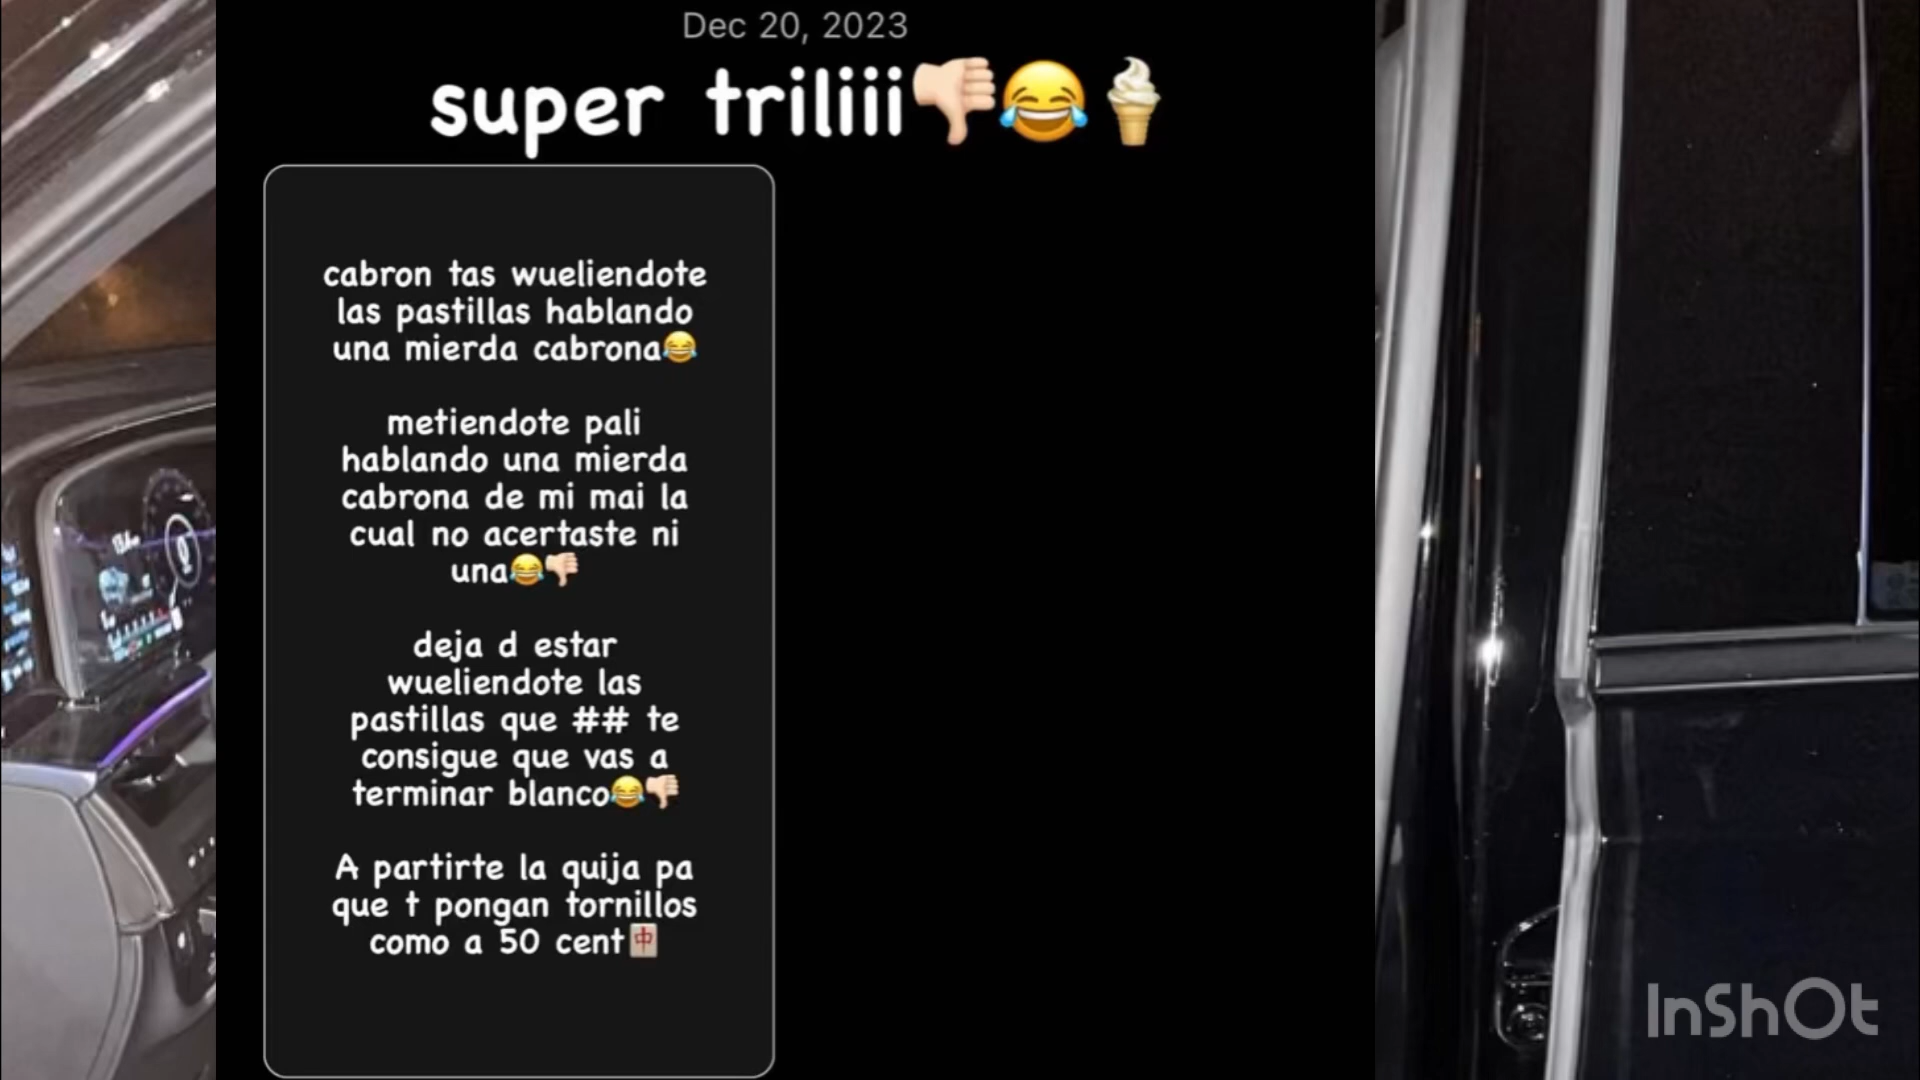 Dec 20, 2023
super triliii👎🏻😂🍦
cabron tas wueliendote
las pastillas hablando
una mierda cabrona😂
metiendote pali
hablando una mierda
cabrona de mi mai la
cual no acertaste ni
una😂👎🏻
deja d estar
wueliendote las
pastillas que ## te
consigue que vas a
terminar blanco😂👎🏻
A partirte la quija pa
que t pongan tornillos
como a 50 cent🀄
InShOt